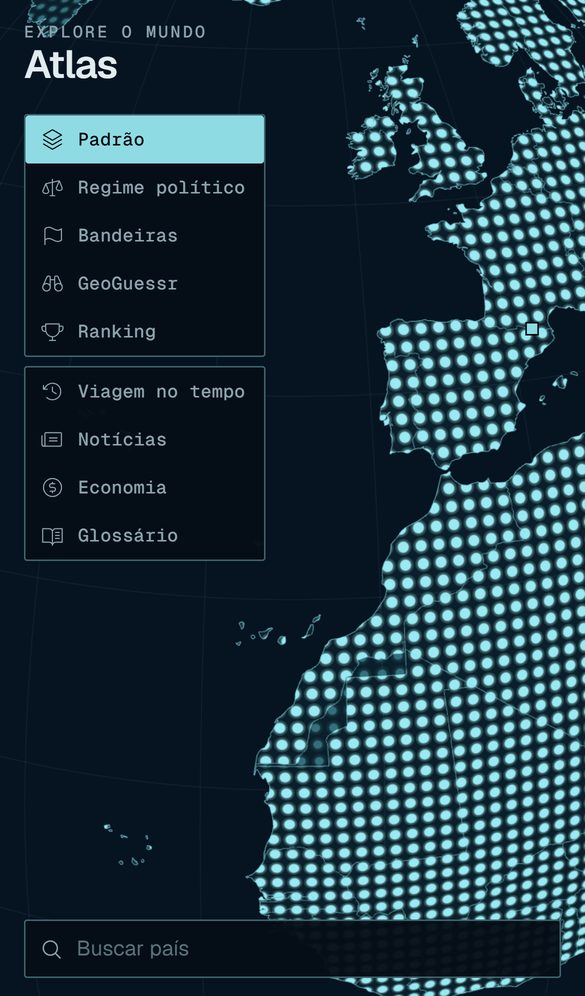 EXPLORE O MUNDO
Atlas
Padrão
Regime político
Bandeiras
GeoGuessr
Ranking
Viagem no tempo
Notícias
Economia
Glossário
Buscar país